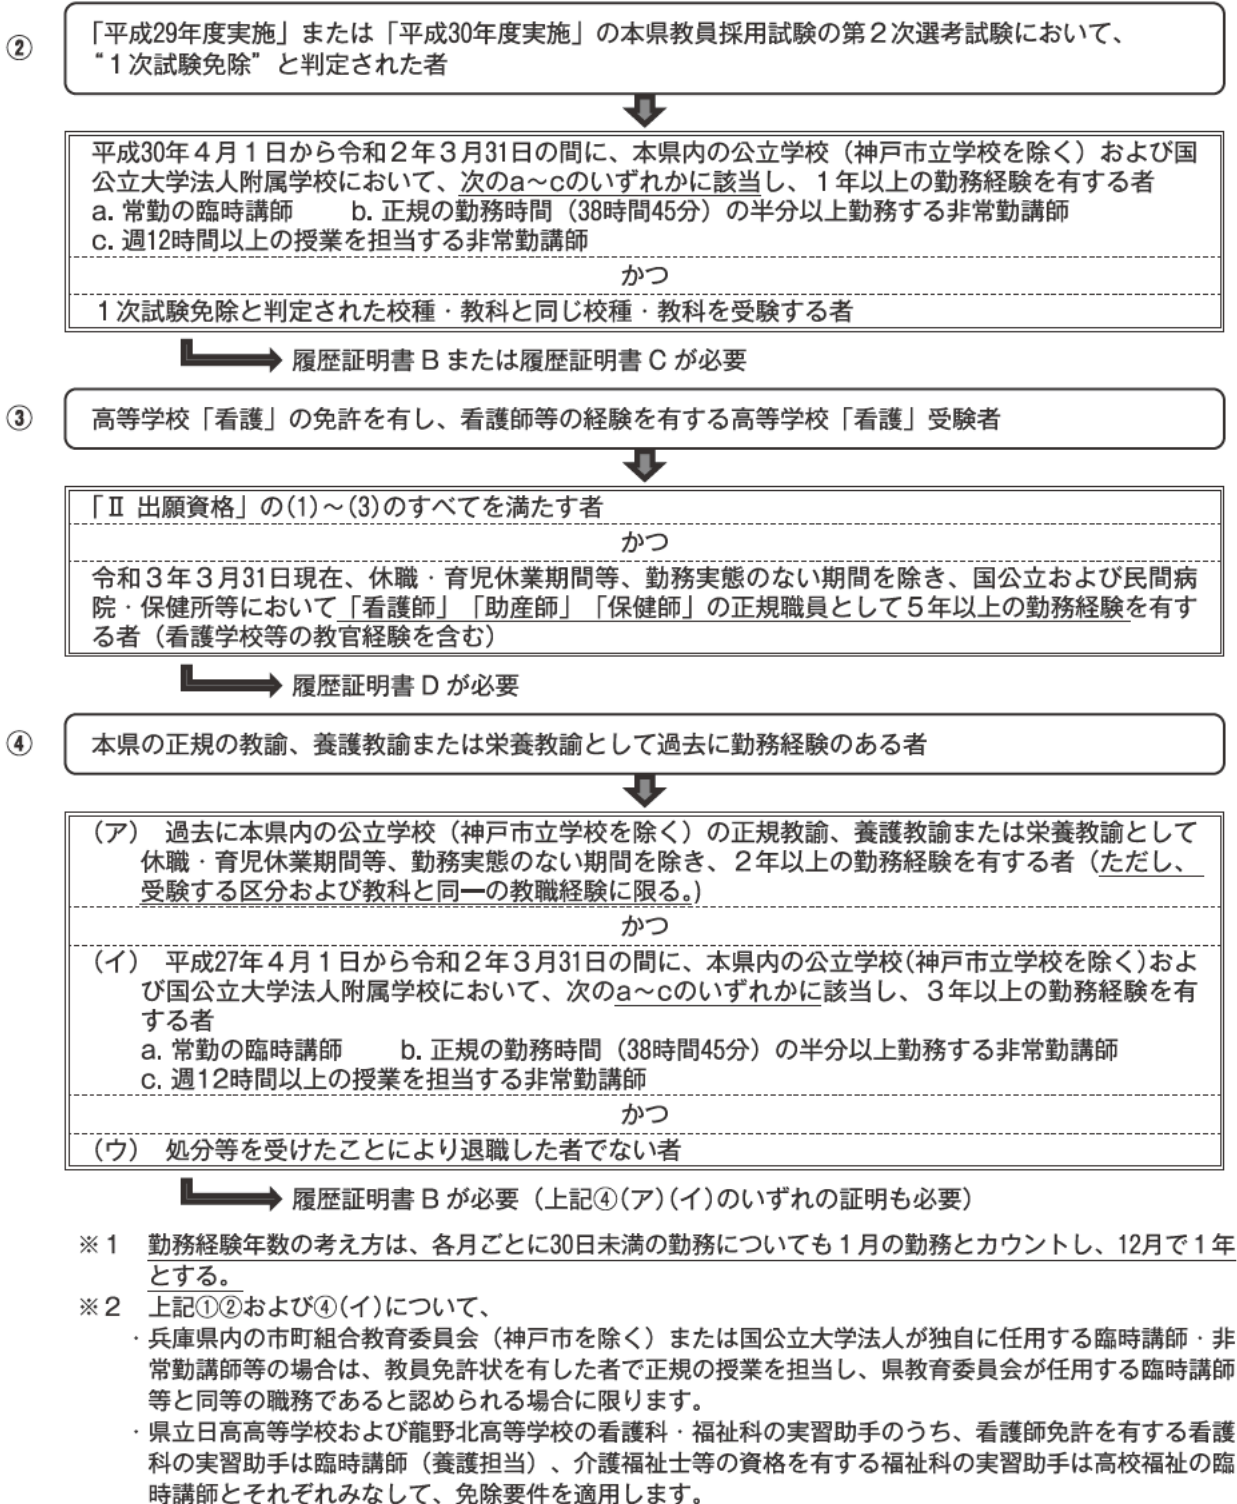 ② 「平成29年度実施」または「平成30年度実施」の本県教員採用試験の第２次選考試験において、
“１次試験免除”と判定された者
平成30年４月１日から令和２年３月31日の間に、本県内の公立学校（神戸市立学校を除く）および国
公立大学法人附属学校において、次のa～cのいずれかに該当し、１年以上の勤務経験を有する者
a. 常勤の臨時講師　　b. 正規の勤務時間（38時間45分）の半分以上勤務する非常勤講師
c. 週12時間以上の授業を担当する非常勤講師
かつ
１次試験免除と判定された校種・教科と同じ校種・教科を受験する者
履歴証明書Ｂまたは履歴証明書Ｃが必要
③ 高等学校「看護」の免許を有し、看護師等の経験を有する高等学校「看護」受験者
「Ⅱ 出願資格」の(1)～(3)のすべてを満たす者
かつ
令和３年３月31日現在、休職・育児休業期間等、勤務実態のない期間を除き、国公立および民間病
院・保健所等において「看護師」「助産師」「保健師」の正規職員として５年以上の勤務経験を有す
る者（看護学校等の教官経験を含む）
履歴証明書Ｄが必要
④ 本県の正規の教諭、養護教諭または栄養教諭として過去に勤務経験のある者
（ア） 過去に本県内の公立学校（神戸市立学校を除く）の正規教諭、養護教諭または栄養教諭として
休職・育児休業期間等、勤務実態のない期間を除き、２年以上の勤務経験を有する者（ただし、
受験する区分および教科と同一の教職経験に限る。)
かつ
（イ） 平成27年４月１日から令和２年３月31日の間に、本県内の公立学校(神戸市立学校を除く)およ
び国公立大学法人附属学校において、次のa～cのいずれかに該当し、３年以上の勤務経験を有
する者
a. 常勤の臨時講師　　b. 正規の勤務時間（38時間45分）の半分以上勤務する非常勤講師
c. 週12時間以上の授業を担当する非常勤講師
かつ
（ウ） 処分等を受けたことにより退職した者でない者
履歴証明書Ｂが必要（上記④(ア)(イ)のいずれの証明も必要）
※１　勤務経験年数の考え方は、各月ごとに30日未満の勤務についても１月の勤務とカウントし、12月で１年
とする。
※２　上記①②および④(イ)について、
・兵庫県内の市町組合教育委員会（神戸市を除く）または国公立大学法人が独自に任用する臨時講師・非
常勤講師等の場合は、教員免許状を有した者で正規の授業を担当し、県教育委員会が任用する臨時講師
等と同等の職務であると認められる場合に限ります。
・県立日高高等学校および龍野北高等学校の看護科・福祉科の実習助手のうち、看護師免許を有する看護
科の実習助手は臨時講師（養護担当）、介護福祉士等の資格を有する福祉科の実習助手は高校福祉の臨
時講師とそれぞれみなして、免除要件を適用します。